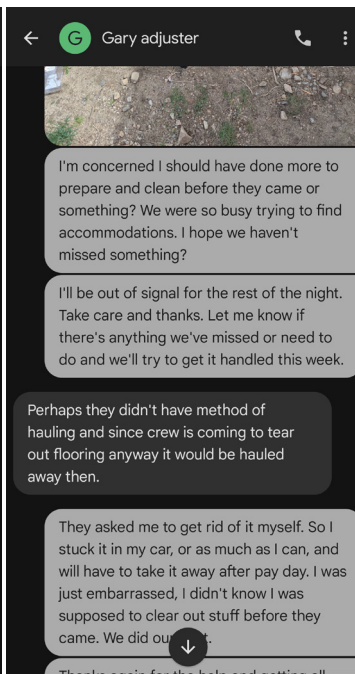 G Gary adjuster
I'm concerned I should have done more to
prepare and clean before they came or
something? We were so busy trying to find
accommodations. I hope we haven't
missed something?
I'll be out of signal for the rest of the night.
Take care and thanks. Let me know if
there's anything we've missed or need to
do and we'll try to get it handled this week.
Perhaps they didn't have method of
hauling and since crew is coming to tear
out flooring anyway it would be hauled
away then.
They asked me to get rid of it myself. So I
stuck it in my car, or as much as I can, and
will have to take it away after pay day. I was
just embarrassed, I didn't know I was
supposed to clear out stuff before they
came. We did